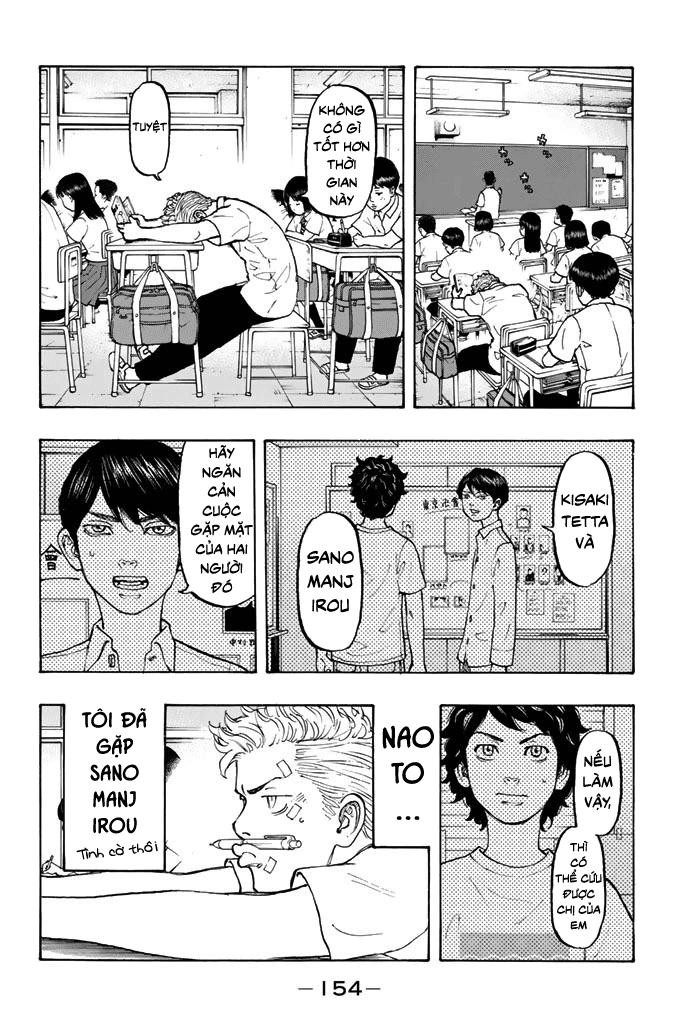 KHÔNG
CÓ GÌ
TỐT HƠN
THỜI
GIAN
NÀY
TUYỆT
KISAKI
TETTA
VÀ
SANO
MANJ
IROU
HÃY
NGĂN
CẢN
CUỘC
GẶP MẶT
CỦA HAI
NGƯỜI
ĐÓ
NẾU
LÀM
VẬY,
THÌ
CÓ
THỂ CỨU
ĐƯỢC
CHỊ CỦA
EM
NAO
TO
...
TÔI ĐÃ
GẶP
SANO
MANJ
IROU
Tình cờ thôi
-154-